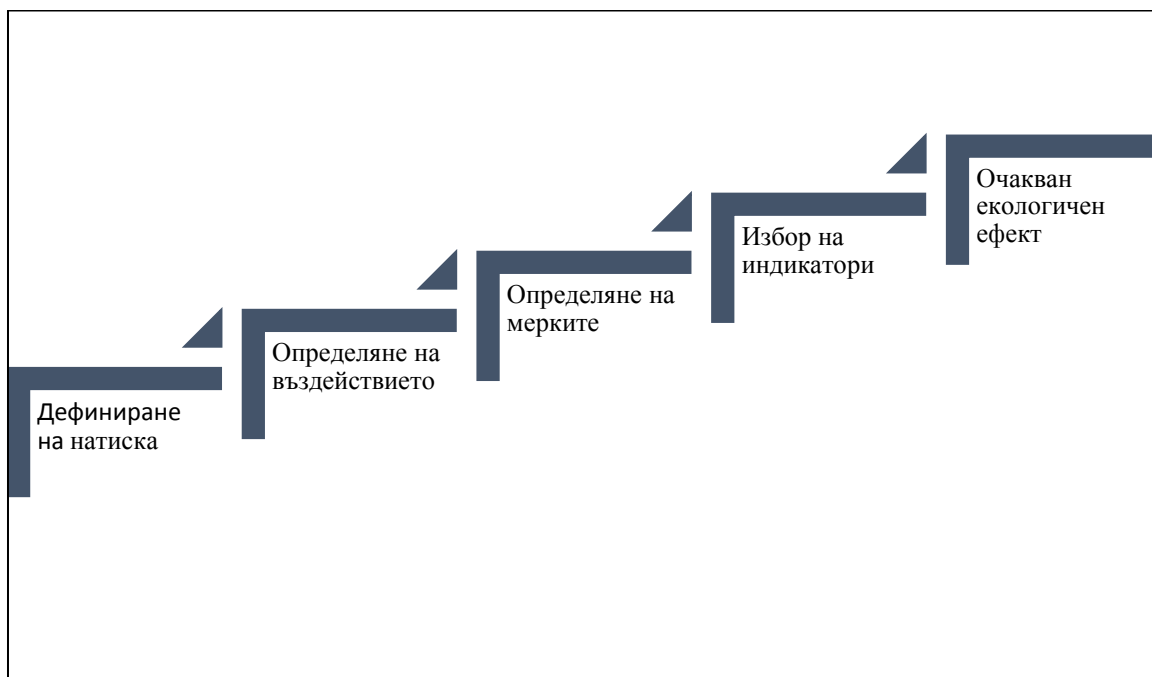 Дефиниране
на натиска
Определяне на
въздействието
Определяне на
мерките
Избор на
индикатори
Очакван
екологичен
ефект